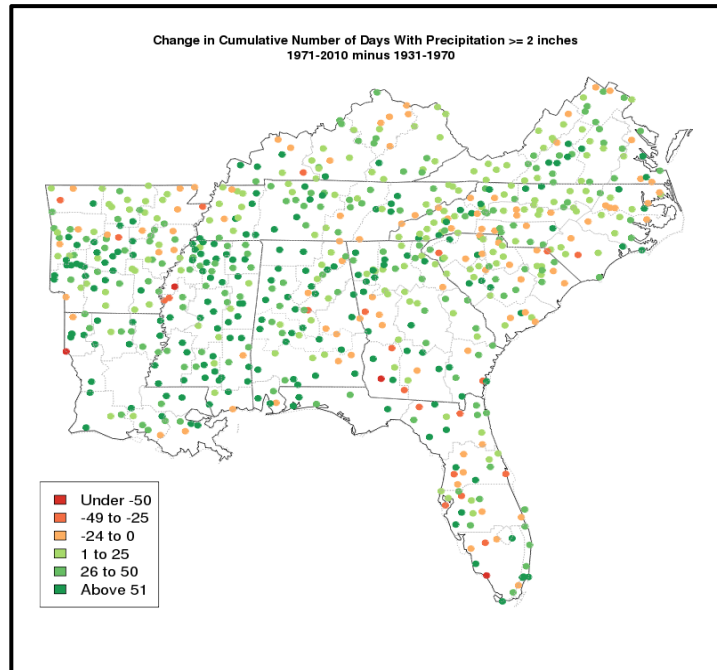 Change in Cumulative Number of Days With Precipitation >= 2 inches
1971-2010 minus 1931-1970
Under -50
-49 to -25
-24 to 0
1 to 25
26 to 50
Above 51